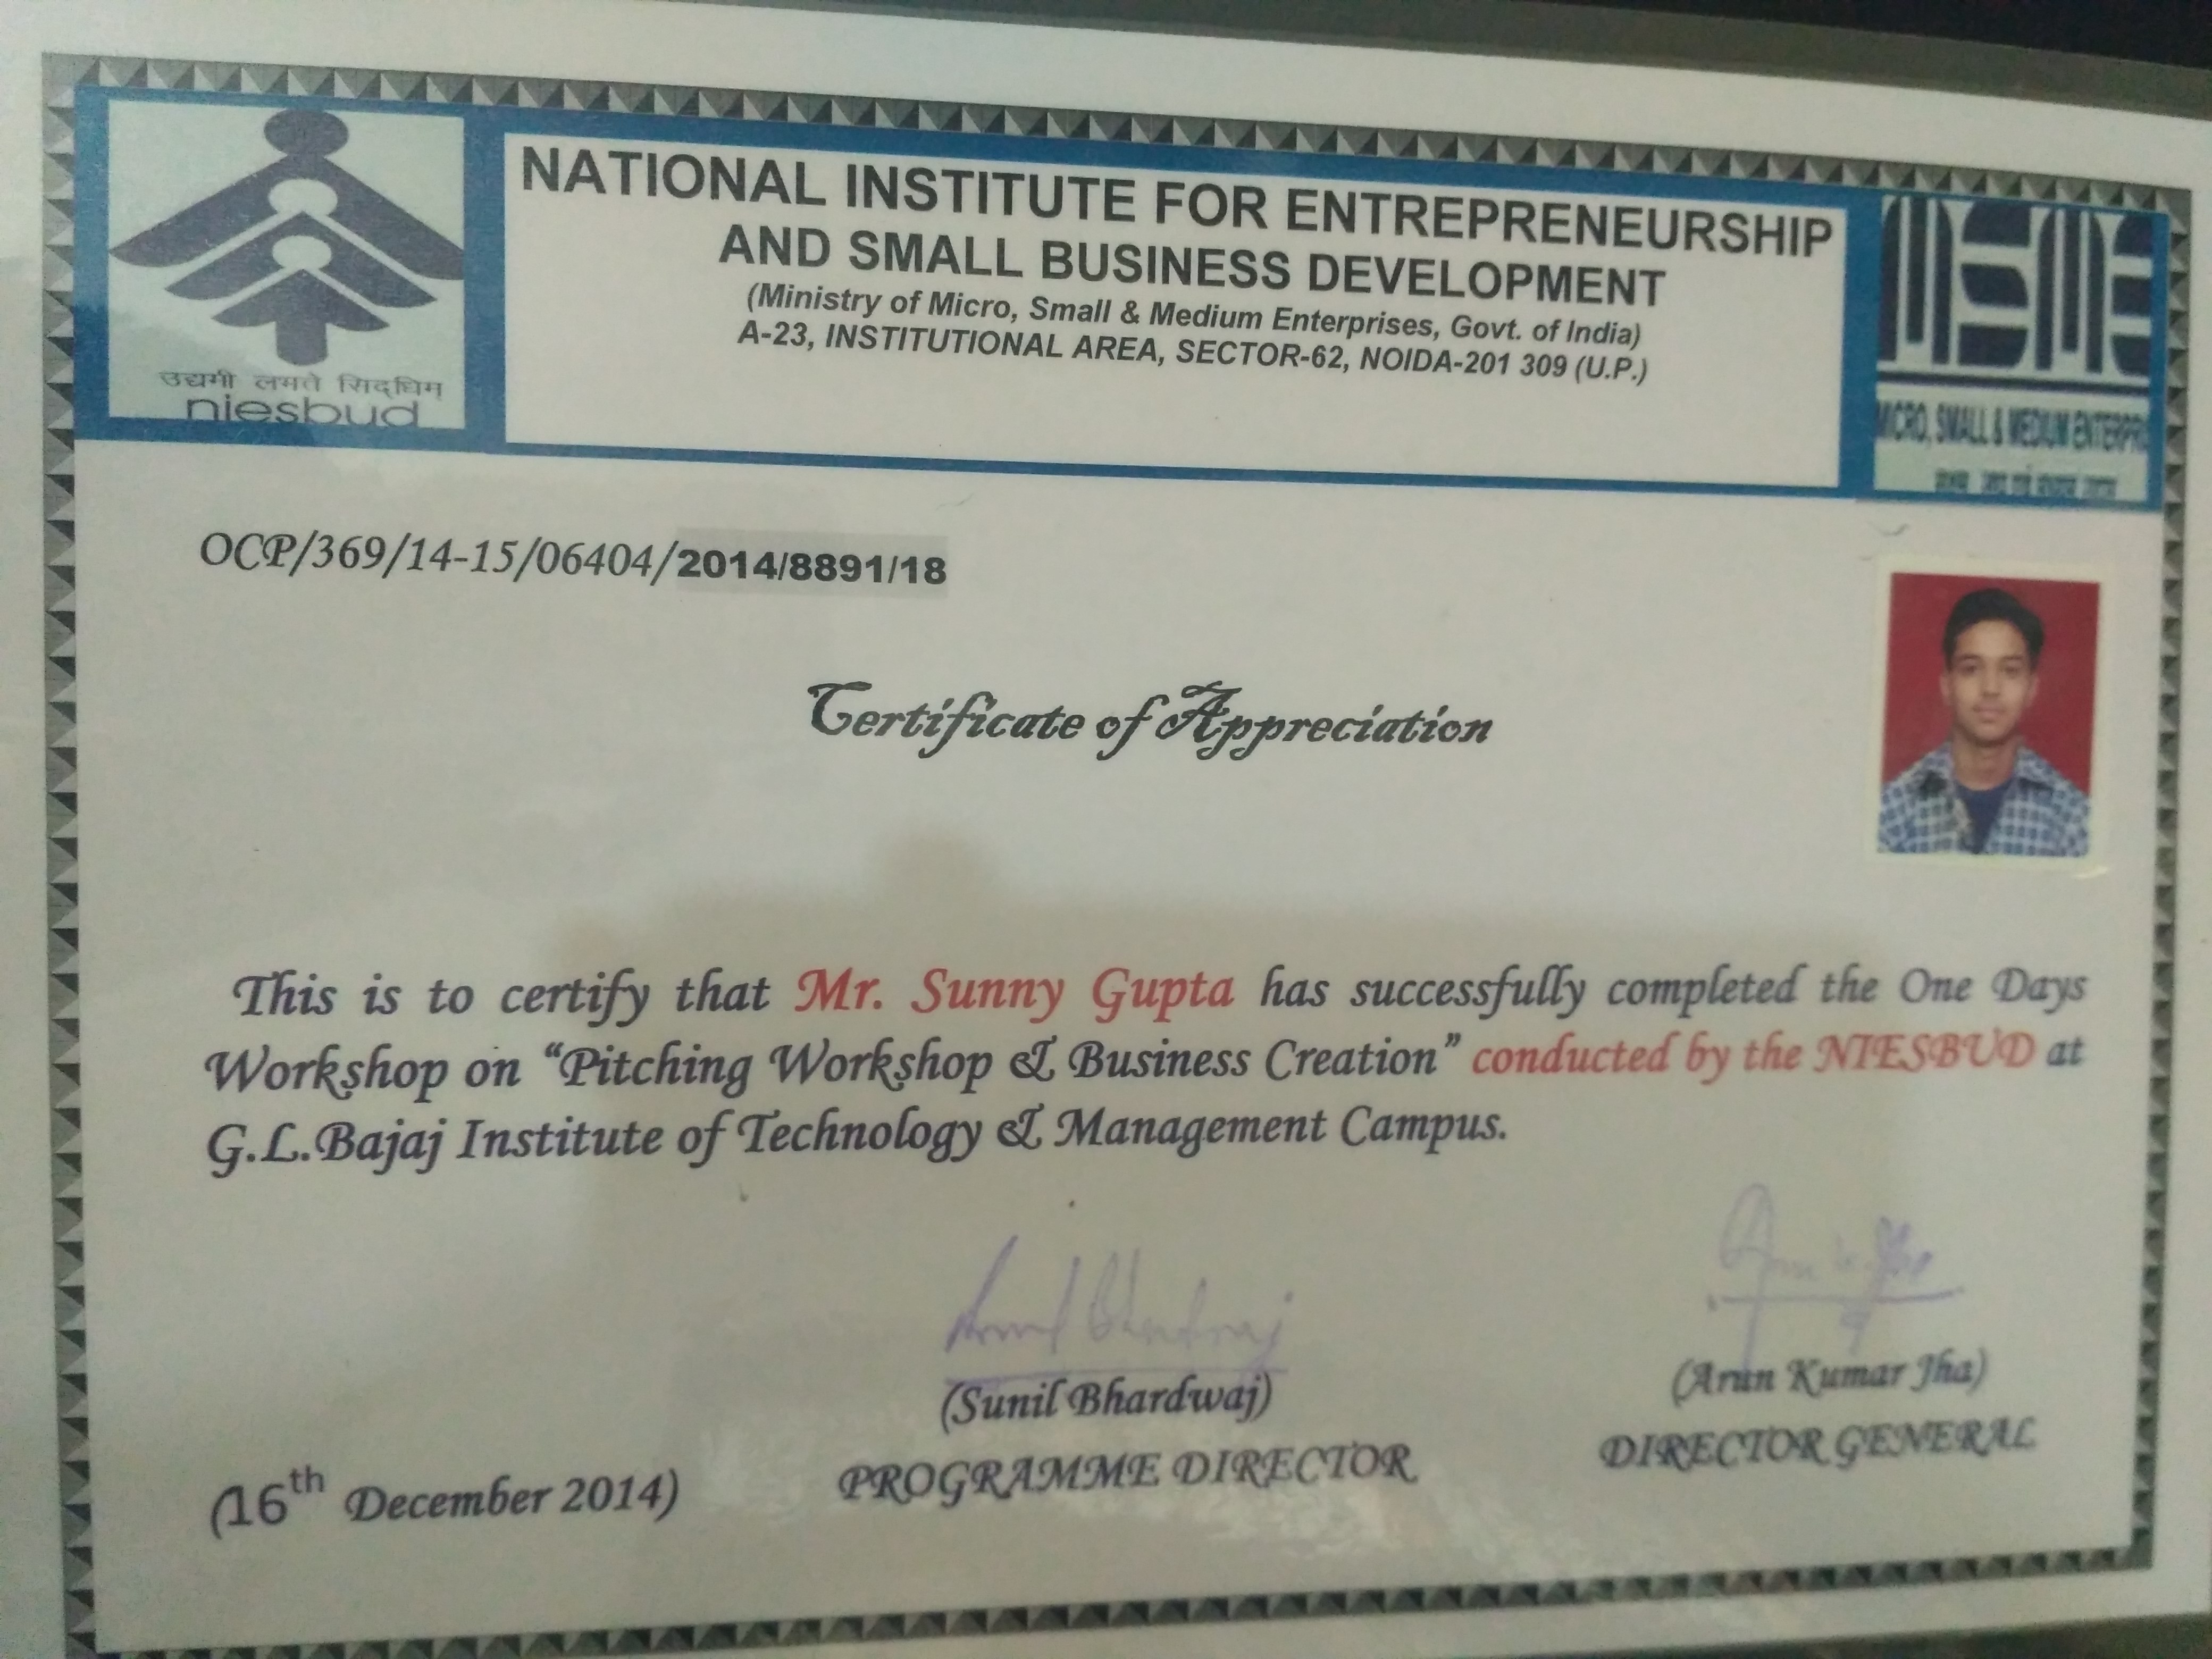 NATIONAL INSTITUTE FOR ENTREPRENEURSHIP
AND SMALL BUSINESS DEVELOPMENT
(Ministry of Micro, Small & Medium Enterprises, Govt. of India)
A-23, INSTITUTIONAL AREA, SECTOR-62, NOIDA-201 309 (U.P.)
उद्यमी लभते सिद्धिम्
niesbud
MSME
MICRO, SMALL & MEDIUM ENTERPRI
OCP/369/14-15/06404/2014/8891/18
Certificate of Appreciation
This is to certify that Mr. Sunny Gupta has successfully completed the One Days
Workshop on “Pitching Workshop & Business Creation” conducted by the NIESBUD at
G.L.Bajaj Institute of Technology & Management Campus.
Sunil Bhardwaj
(Sunil Bhardwaj)
PROGRAMME DIRECTOR
(Arun Kumar Jha)
DIRECTOR GENERAL
(16th December 2014)